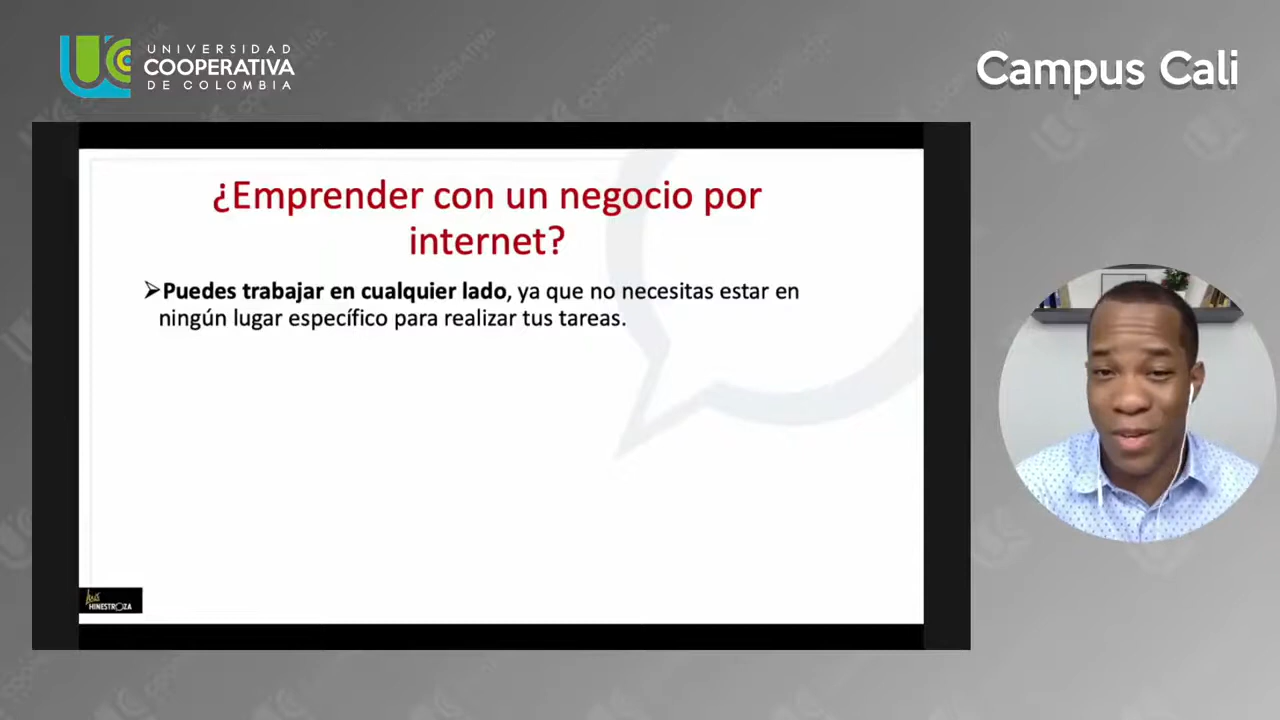 UNIVERSIDAD
COOPERATIVA
DE COLOMBIA
Campus Cali
¿Emprender con un negocio por
internet?
➢Puedes trabajar en cualquier lado, ya que no necesitas estar en
ningún lugar específico para realizar tus tareas.
HINESTROZA